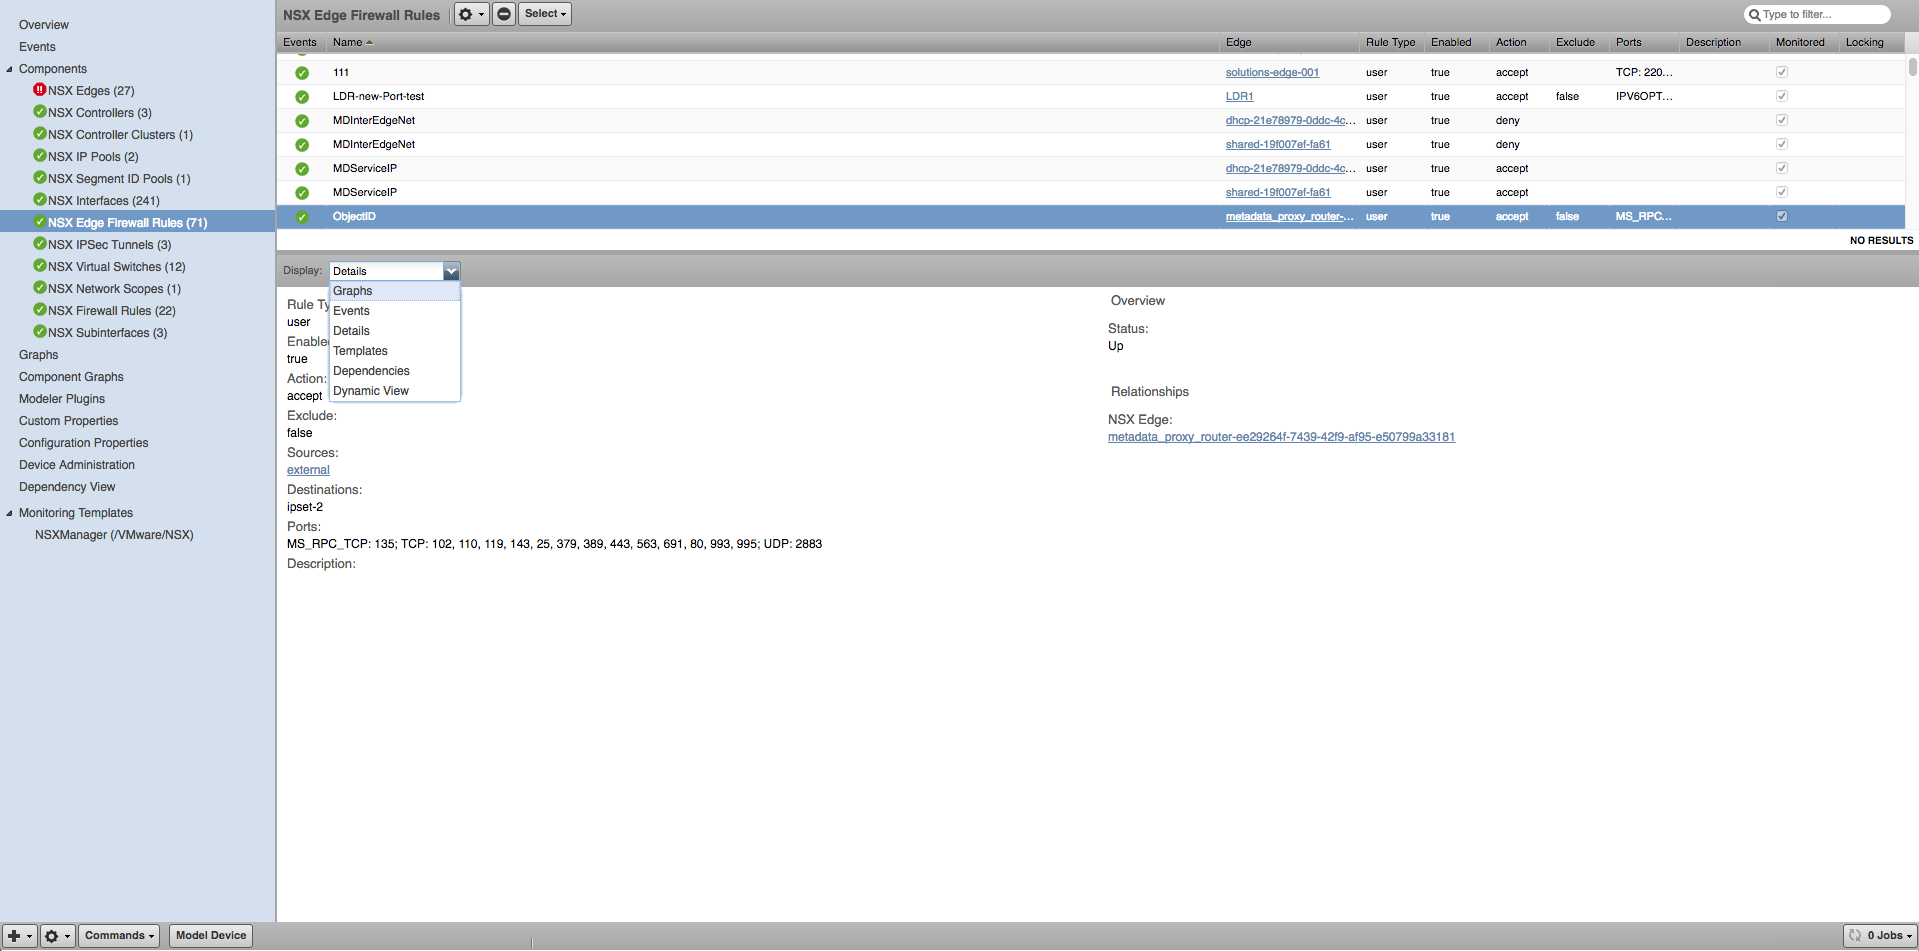 Overview
Events
Components
NSX Edges (27)
NSX Controllers (3)
NSX Controller Clusters (1)
NSX IP Pools (2)
NSX Segment ID Pools (1)
NSX Interfaces (241)
NSX Edge Firewall Rules (71)
NSX IPSec Tunnels (3)
NSX Virtual Switches (12)
NSX Network Scopes (1)
NSX Firewall Rules (22)
NSX Subinterfaces (3)
Graphs
Component Graphs
Modeler Plugins
Custom Properties
Configuration Properties
Device Administration
Dependency View
Monitoring Templates
NSXManager (/VMware/NSX)
NSX Edge Firewall Rules Select Type to filter...
Events Name Edge Rule Type Enabled Action Exclude Ports Description Monitored Locking
111 solutions-edge-001 user true accept TCP: 220...
LDR-new-Port-test LDR1 user true accept false IPV6OPT...
MDInterEdgeNet dhcp-21e78979-0ddc-4c... user true deny
MDInterEdgeNet shared-19f007ef-fa61 user true deny
MDServiceIP dhcp-21e78979-0ddc-4c... user true accept
MDServiceIP shared-19f007ef-fa61 user true accept
ObjectID metadata_proxy_router-... user true accept false MS_RPC...
NO RESULTS
Display: Details
Graphs
Events
Details
Templates
Dependencies
Dynamic View
Rule Ty
user
Enable
true
Action:
accept
Exclude:
false
Sources:
external
Destinations:
ipset-2
Ports:
MS_RPC_TCP: 135; TCP: 102, 110, 119, 143, 25, 379, 389, 443, 563, 691, 80, 993, 995; UDP: 2883
Description:
Overview
Status:
Up
Relationships
NSX Edge:
metadata_proxy_router-ee29264f-7439-42f9-af95-e50799a33181
Commands Model Device 0 Jobs